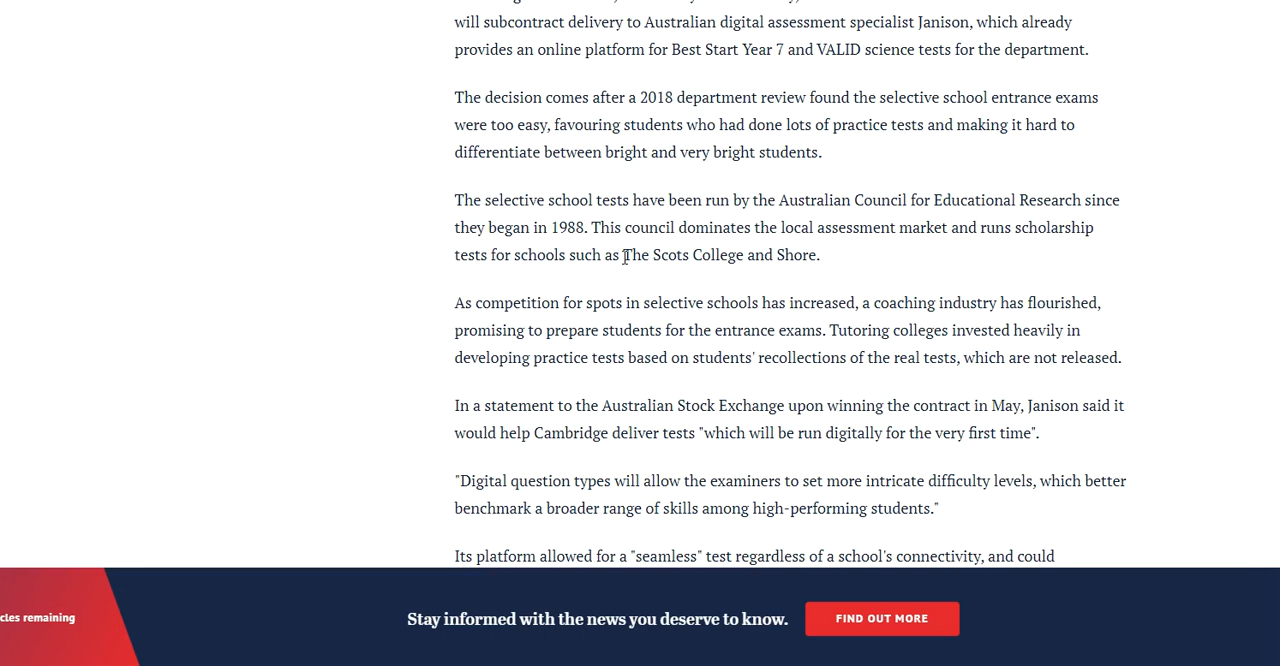 will subcontract delivery to Australian digital assessment specialist Janison, which already
provides an online platform for Best Start Year 7 and VALID science tests for the department.
The decision comes after a 2018 department review found the selective school entrance exams
were too easy, favouring students who had done lots of practice tests and making it hard to
differentiate between bright and very bright students.
The selective school tests have been run by the Australian Council for Educational Research since
they began in 1988. This council dominates the local assessment market and runs scholarship
tests for schools such as The Scots College and Shore.
As competition for spots in selective schools has increased, a coaching industry has flourished,
promising to prepare students for the entrance exams. Tutoring colleges invested heavily in
developing practice tests based on students' recollections of the real tests, which are not released.
In a statement to the Australian Stock Exchange upon winning the contract in May, Janison said it
would help Cambridge deliver tests "which will be run digitally for the very first time".
"Digital question types will allow the examiners to set more intricate difficulty levels, which better
benchmark a broader range of skills among high-performing students."
Its platform allowed for a "seamless" test regardless of a school's connectivity, and could
cles remaining
Stay informed with the news you deserve to know.
FIND OUT MORE